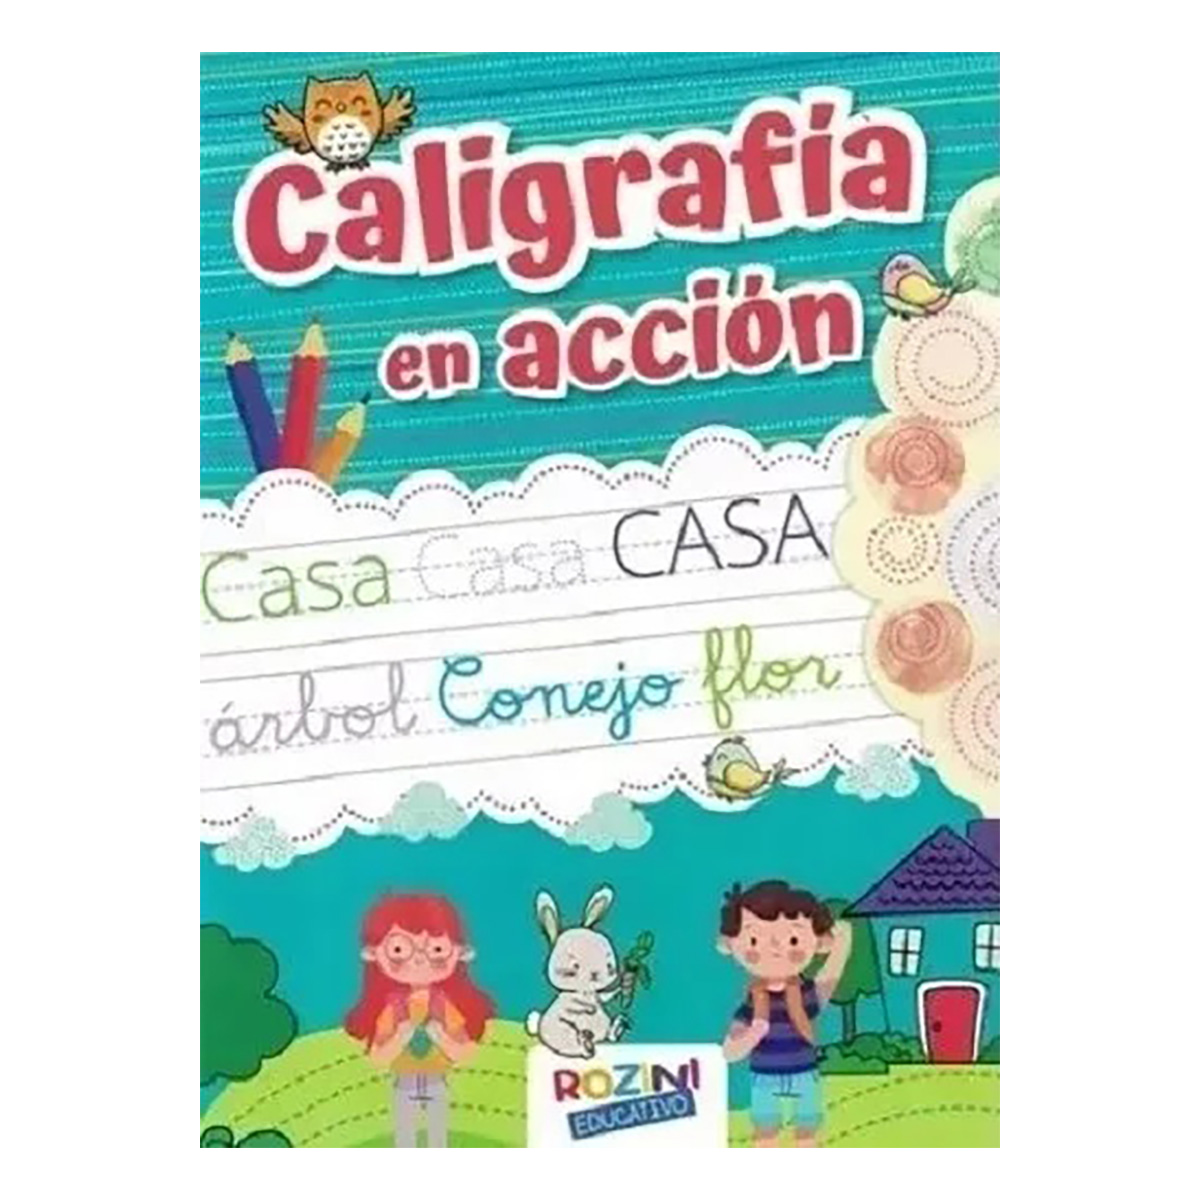 Caligrafía
en acción
Casa Casa CASA
árbol Conejo flor
ROZINI
EDUCATIVO